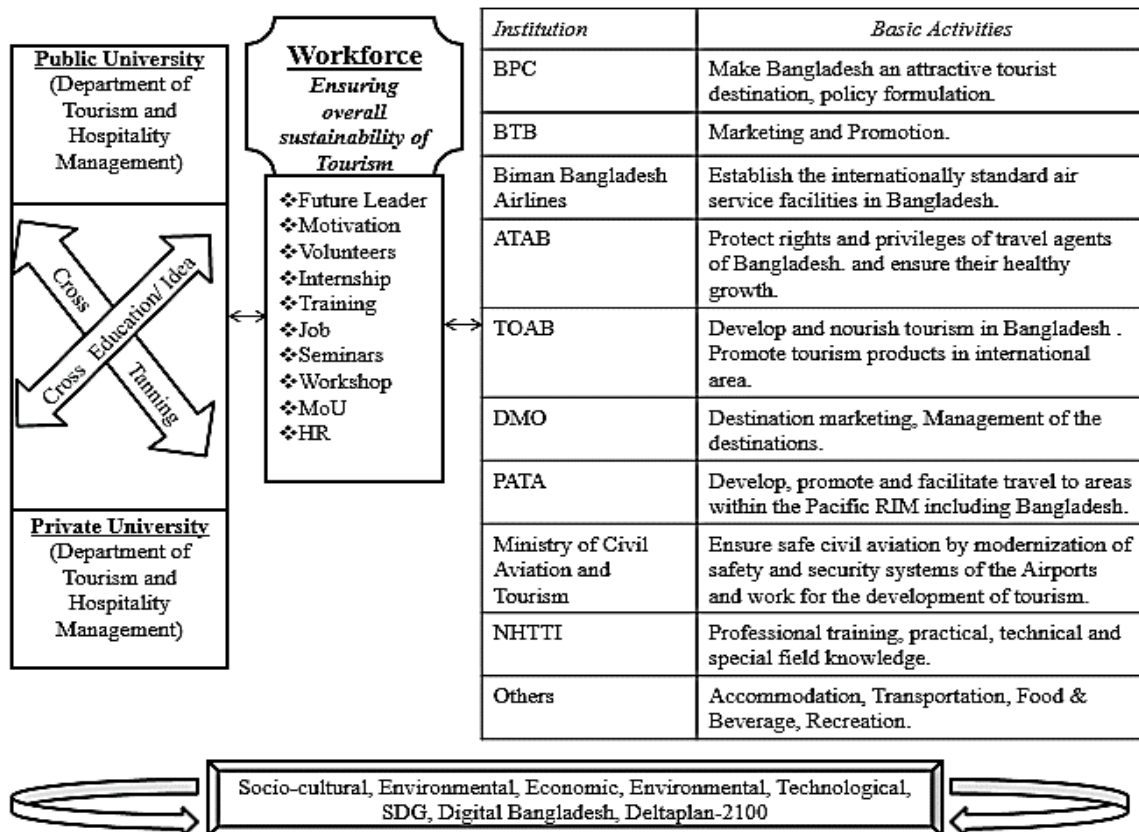 Public University
(Department of
Tourism and
Hospitality
Management)
Cross
Tanning
Cross Education/ Idea
Private University
(Department of
Tourism and
Hospitality
Management)
Workforce
Ensuring
overall
sustainability of
Tourism
❖Future Leader
❖Motivation
❖Volunteers
❖Internship
❖Training
❖Job
❖Seminars
❖Workshop
❖MoU
❖HR
Institution Basic Activities
BPC Make Bangladesh an attractive tourist
destination, policy formulation.
BTB Marketing and Promotion.
Biman Bangladesh Establish the internationally standard air
Airlines service facilities in Bangladesh.
ATAB Protect rights and privileges of travel agents
of Bangladesh. and ensure their healthy
growth.
TOAB Develop and nourish tourism in Bangladesh .
Promote tourism products in international
area.
DMO Destination marketing, Management of the
destinations.
PATA Develop, promote and facilitate travel to areas
within the Pacific RIM including Bangladesh.
Ministry of Civil Ensure safe civil aviation by modernization of
Aviation and safety and security systems of the Airports
Tourism and work for the development of tourism.
NHTTI Professional training, practical, technical and
special field knowledge.
Others Accommodation, Transportation, Food &
Beverage, Recreation.
Socio-cultural, Environmental, Economic, Environmental, Technological,
SDG, Digital Bangladesh, Deltaplan-2100